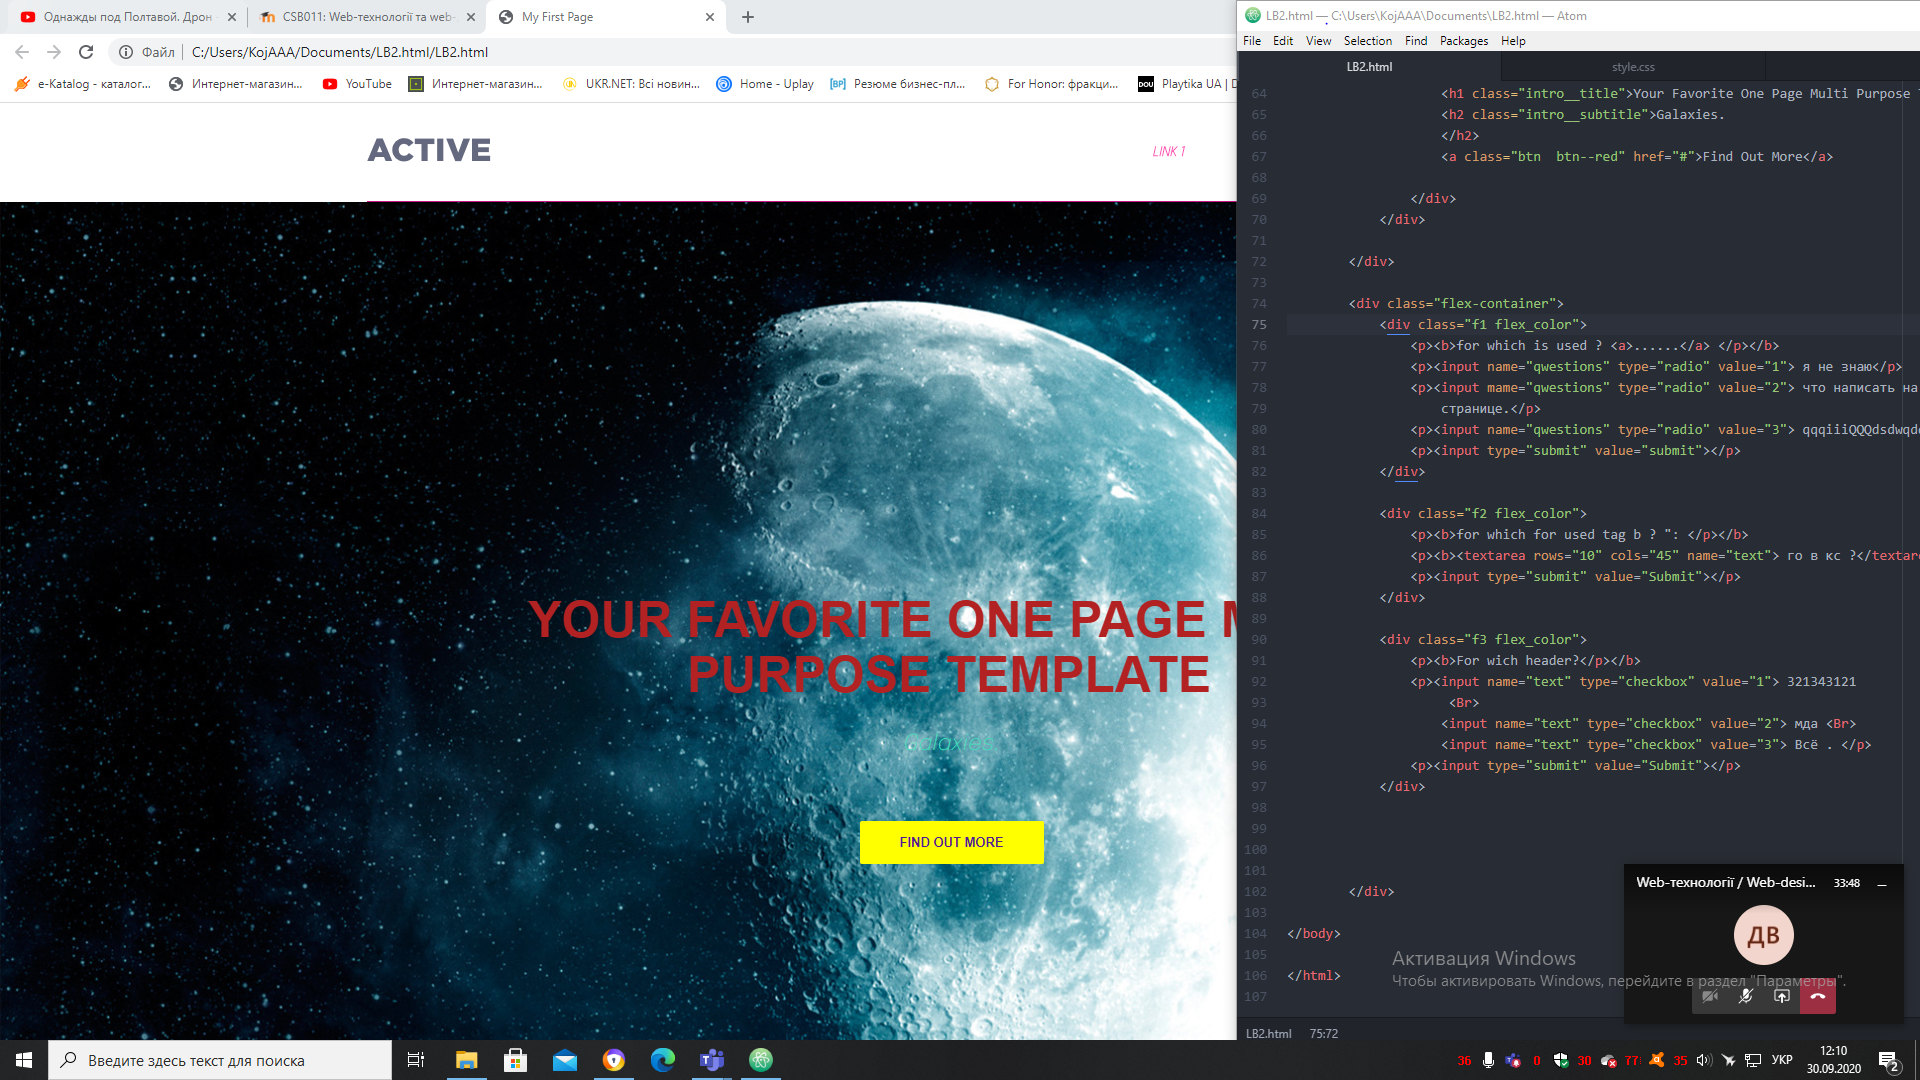 Однажды под Полтавой. Дрон -
CSB011: Web-технології та web-
My First Page
Файл
C:/Users/KojAAA/Documents/LB2.html/LB2.html
e-Katalog - каталог...
Интернет-магазин...
YouTube
Интернет-магазин...
UKR.NET: Всі новин...
Home - Uplay
Резюме бизнес-пл...
For Honor: фракци...
Playtika UA | D
ACTIVE
LINK 1
YOUR FAVORITE ONE PAGE M
PURPOSE TEMPLATE
Galaxies
FIND OUT MORE
LB2.html — C:\Users\KojAAA\Documents\LB2.html — Atom
File Edit View Selection Find Packages Help
LB2.html
style.css
64 <h1 class="intro__title">Your Favorite One Page Multi Purpose
65 <h2 class="intro__subtitle">Galaxies.
66 </h2>
67 <a class="btn  btn--red" href="#">Find Out More</a>
68
69 </div>
70 </div>
71
72 </div>
73
74 <div class="flex-container">
75 <div class="f1 flex_color">
76 <p><b>for which is used ? <a>......</a> </p></b>
77 <p><input name="qwestions" type="radio" value="1"> я не знаю</p>
78 <p><input mame="qwestions" type="radio" value="2"> что написать на
79 странице.</p>
80 <p><input name="qwestions" type="radio" value="3"> qqqiiiQQQdsdwqd
81 <p><input type="submit" value="submit"></p>
82 </div>
83
84 <div class="f2 flex_color">
85 <p><b>for which for used tag b ? ": </p></b>
86 <p><b><textarea rows="10" cols="45" name="text"> го в кс ?</textar
87 <p><input type="submit" value="Submit"></p>
88 </div>
89
90 <div class="f3 flex_color">
91 <p><b>For wich header?</p></b>
92 <p><input name="text" type="checkbox" value="1"> 321343121
93 <Br>
94 <input name="text" type="checkbox" value="2"> мда <Br>
95 <input name="text" type="checkbox" value="3"> Всё . </p>
96 <p><input type="submit" value="Submit"></p>
97 </div>
98
99
100
101
102 </div>
103
104 </body>
105
106 </html>
107
Web-технології / Web-desi...
33:48
ДВ
Активация Windows
Чтобы активировать Windows, перейдите в раздел "Параметры".
LB2.html 75:72
Введите здесь текст для поиска
36
0
30
77
35
УКР
12:10
30.09.2020
2